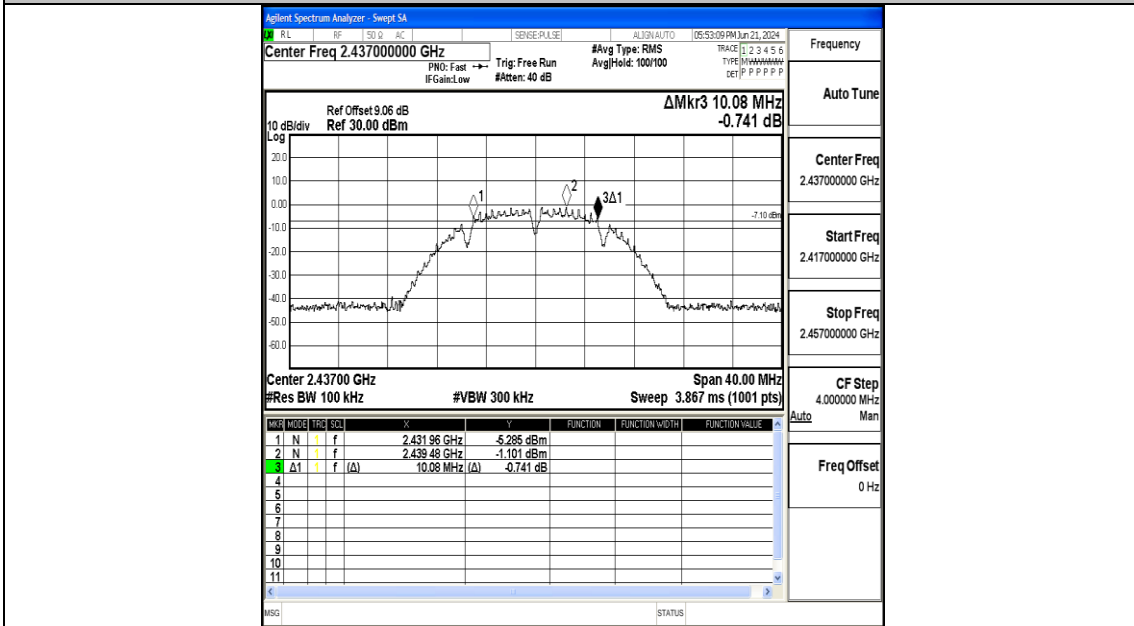 Agilent Spectrum Analyzer - Swept SA
RL RF 50 Ω AC SENSE:PULSE ALIGN AUTO 05:53:09 PM Jun 21, 2024
Center Freq 2.437000000 GHz
PNO: Fast
IFGain:Low
Trig: Free Run
#Atten: 40 dB
#Avg Type: RMS
Avg|Hold: 100/100
TRACE 1 2 3 4 5 6
TYPE
DET P P P P P P
Ref Offset 9.06 dB
10 dB/div Ref 30.00 dBm
Log
ΔMkr3 10.08 MHz
-0.741 dB
20.0
10.0
0.00
-10.0
-20.0
-30.0
-40.0
-50.0
-60.0
1
2
3Δ1
-7.10 dBm
Center 2.43700 GHz Span 40.00 MHz
#Res BW 100 kHz #VBW 300 kHz Sweep 3.867 ms (1001 pts)
MKR MODE TRC SCL X Y FUNCTION FUNCTION WIDTH FUNCTION VALUE
1 N 1 f 2.431 96 GHz -5.285 dBm
2 N 1 f 2.439 48 GHz -1.101 dBm
3 Δ1 1 f (Δ) 10.08 MHz (Δ) -0.741 dB
4
5
6
7
8
9
10
11
MSG STATUS
Frequency
Auto Tune
Center Freq
2.437000000 GHz
Start Freq
2.417000000 GHz
Stop Freq
2.457000000 GHz
CF Step
4.000000 MHz
Auto Man
Freq Offset
0 Hz